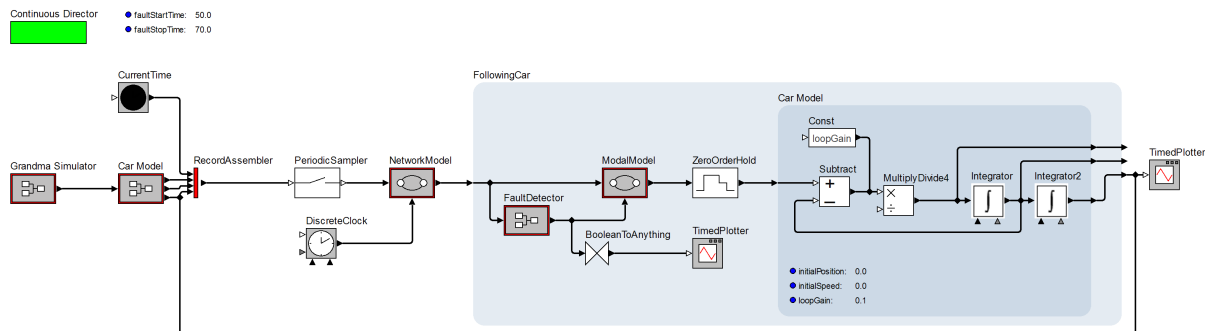 Continuous Director
faultStartTime: 50.0
faultStopTime: 70.0
CurrentTime
FollowingCar
Car Model
Const
loopGain
Grandma Simulator
Car Model
RecordAssembler
PeriodicSampler
NetworkModel
ModalModel
ZeroOrderHold
Subtract
+
−
MultiplyDivide4
×
÷
Integrator
∫
Integrator2
∫
TimedPlotter
FaultDetector
DiscreteClock
BooleanToAnything
TimedPlotter
initialPosition: 0.0
initialSpeed: 0.0
loopGain: 0.1